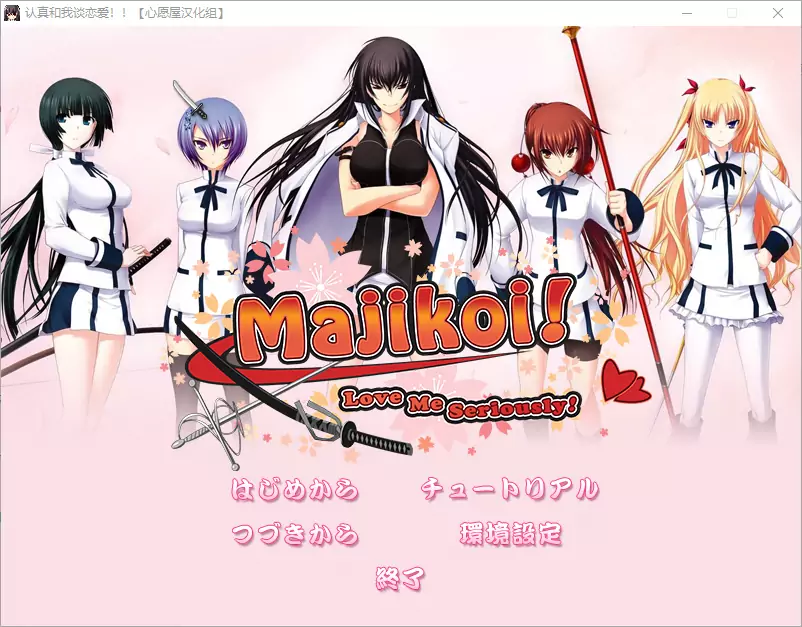 认真和我谈恋爱！！【心愿屋汉化组】
Majikoi!
Love Me Seriously!
はじめから チュートリアル
つづきから 環境設定
終了